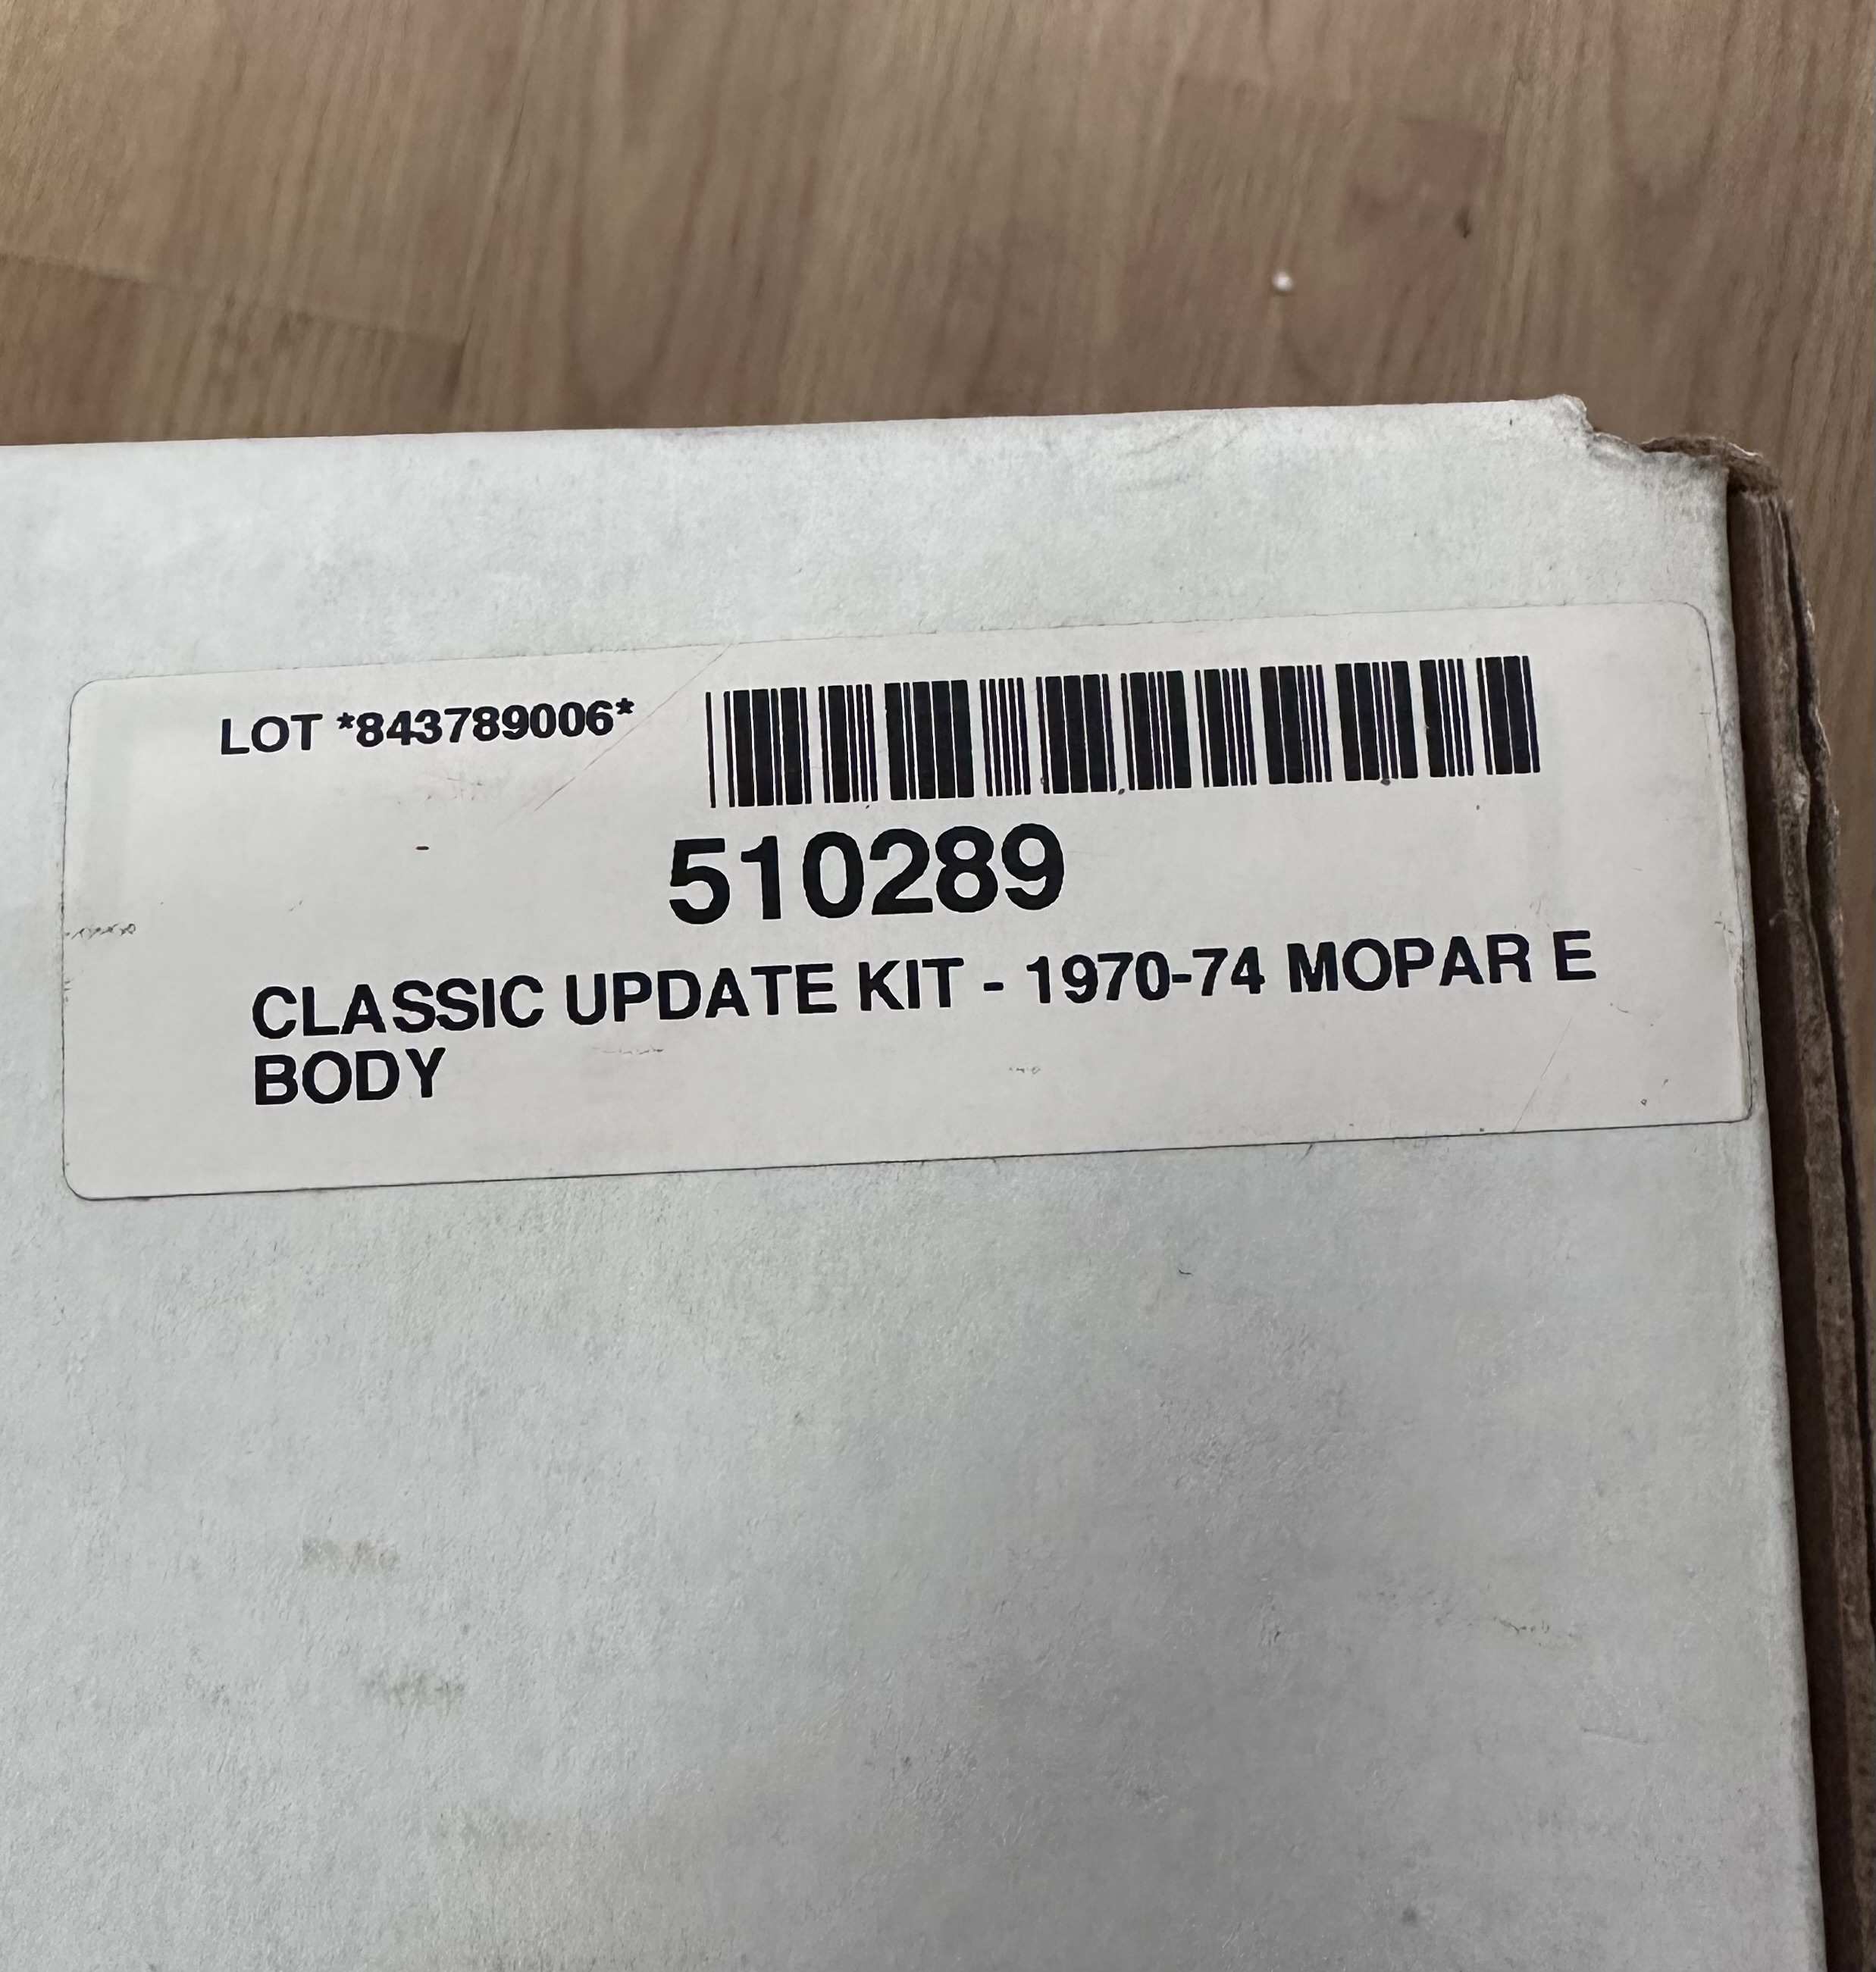 LOT *843789006*
510289
CLASSIC UPDATE KIT - 1970-74 MOPAR E
BODY